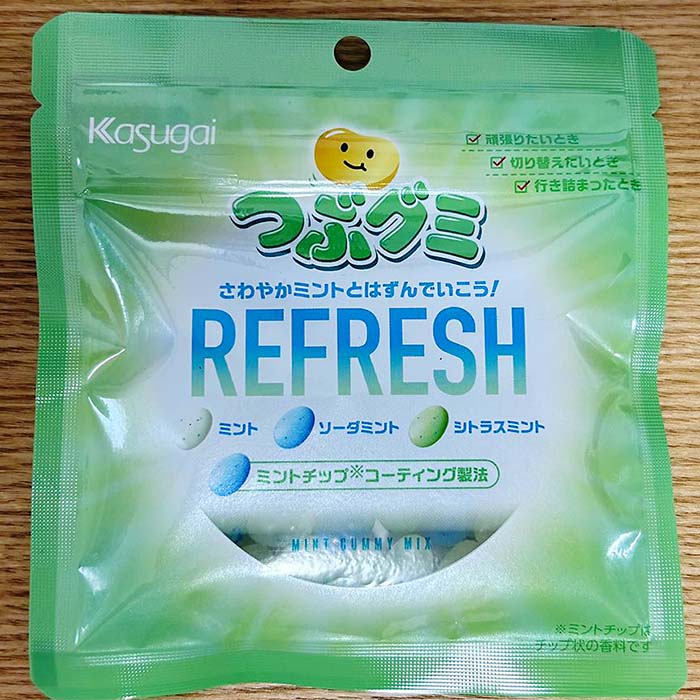 Kasugai
☑頑張りたいとき
☑切り替えたいとき
☑行き詰まったとき
つぶグミ
さわやかミントとはずんでいこう!
REFRESH
ミント ソーダミント シトラスミント
ミントチップ※コーティング製法
MINT GUMMY MIX
※ミントチップは
チップ状の香料です